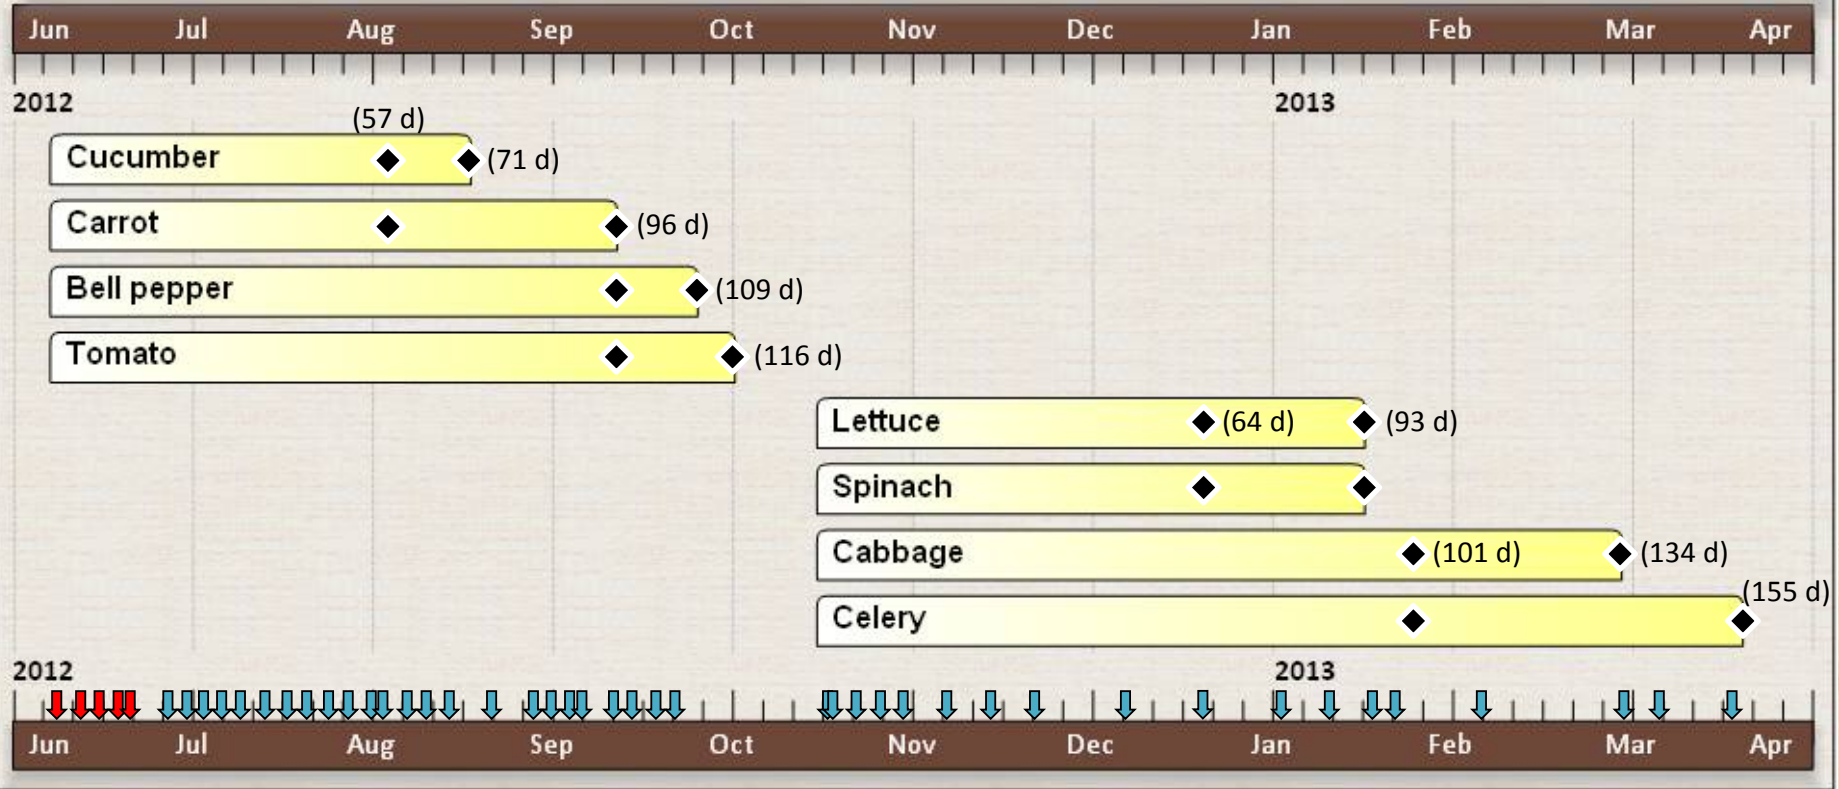 Jun Jul Aug Sep Oct Nov Dec Jan Feb Mar Apr
2012 2013
(57 d)
Cucumber (71 d)
Carrot (96 d)
Bell pepper (109 d)
Tomato (116 d)
Lettuce (64 d) (93 d)
Spinach
Cabbage (101 d) (134 d)
(155 d)
Celery
2012 2013
Jun Jul Aug Sep Oct Nov Dec Jan Feb Mar Apr